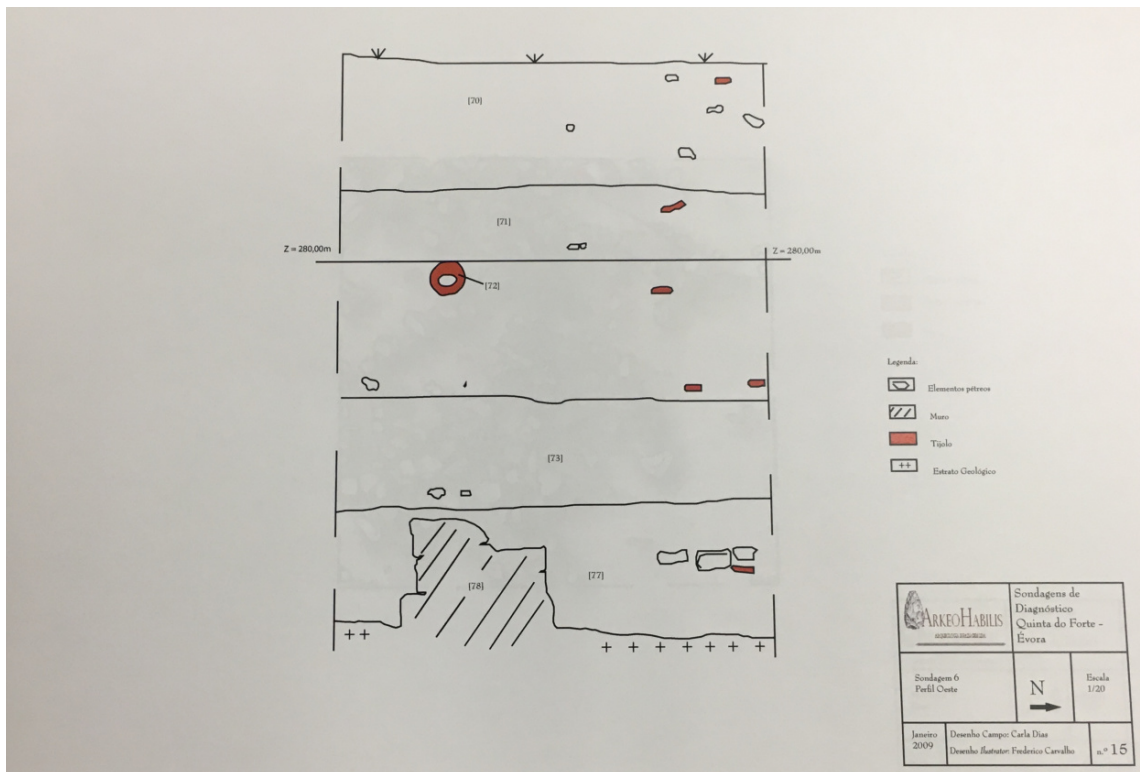 [70]
[71]
Z = 280,00m
Z = 280,00m
[72]
[73]
[77]
[78]
Legenda:
Elementos pétreos
Muro
Tijolo
++
Estrato Geológico
++
+ + + + + + +
ARKEOHABILIS
Sondagens de
Diagnóstico
Quinta do Forte -
Évora
Sondagem 6
Perfil Oeste
N
Escala
1/20
Janeiro
2009
Desenho Campo: Carla Dias
Desenho Ilustrator: Frederico Carvalho
n.º 15